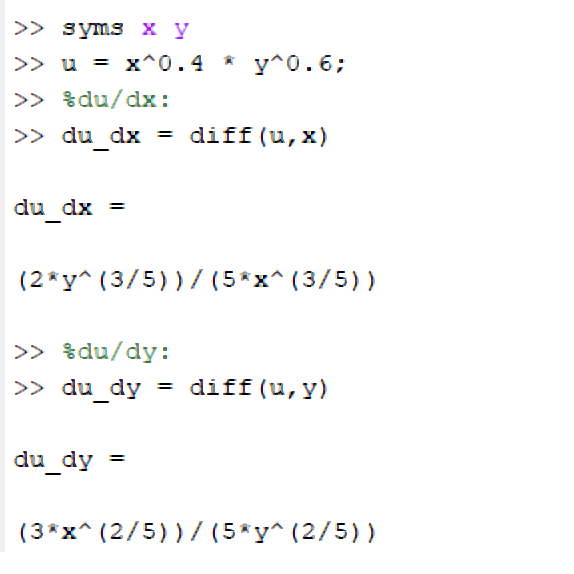 >> syms x y
>> u = x^0.4 * y^0.6;
>> %du/dx:
>> du_dx = diff(u,x)
du_dx =
(2*y^(3/5))/(5*x^(3/5))
>> %du/dy:
>> du_dy = diff(u,y)
du_dy =
(3*x^(2/5))/(5*y^(2/5))